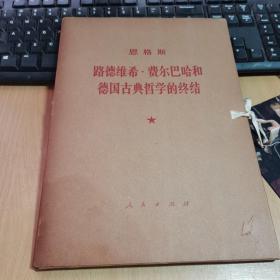 恩格斯
路德维希·费尔巴哈和
德国古典哲学的终结
人民出版社